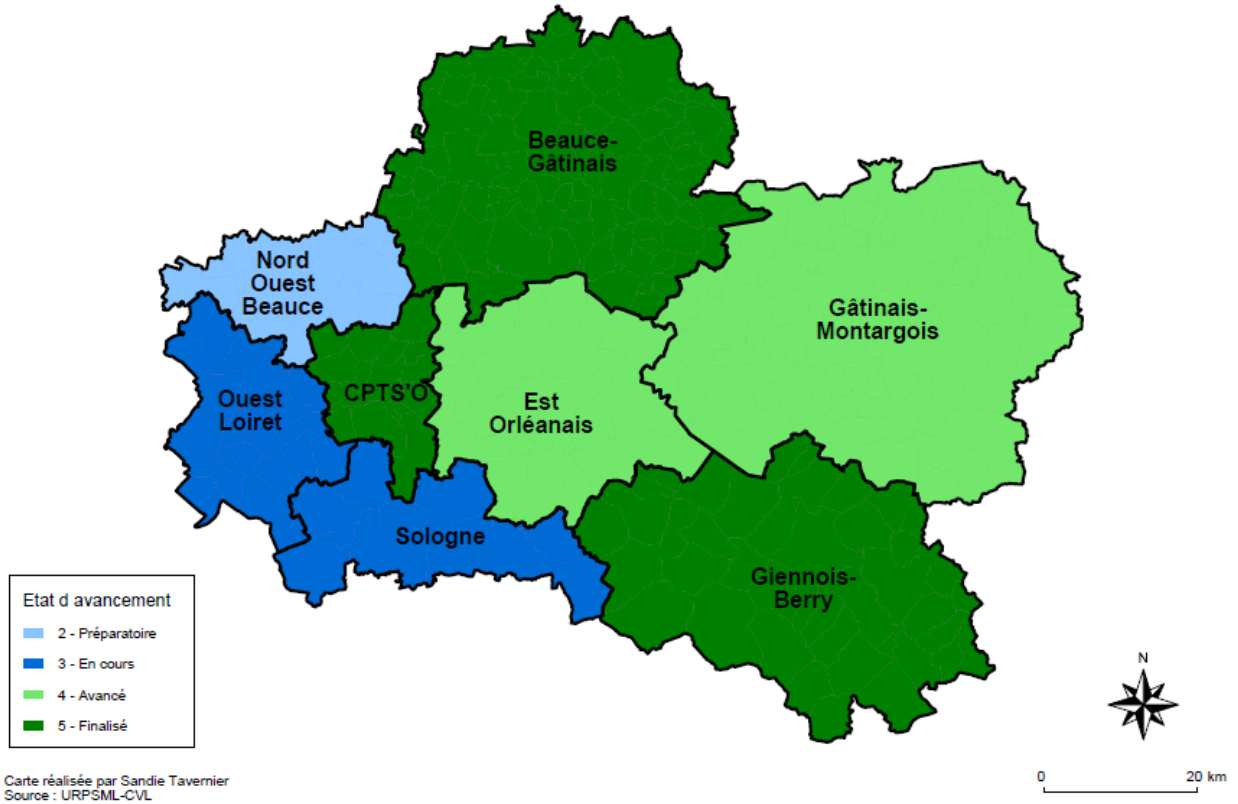 Beauce-
Gâtinais
Nord
Ouest
Beauce
Gâtinais-
Montargois
CPTS'O
Ouest
Loiret
Est
Orléanais
Sologne
Giennois-
Berry
Etat d avancement
2 - Préparatoire
3 - En cours
4 - Avancé
5 - Finalisé
N
0 20 km
Carte réalisée par Sandie Tavernier
Source : URPSML-CVL